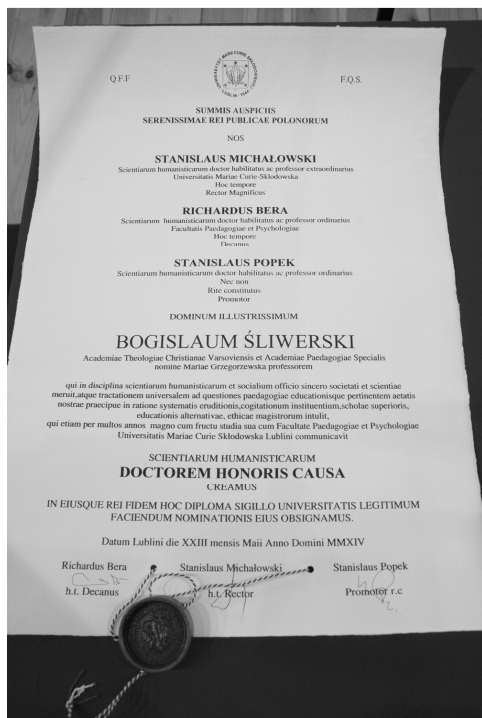 Q.F.F
F.Q.S.
SUMMIS AUSPICIIS
SERENISSIMAE REI PUBLICAE POLONORUM
NOS
STANISLAUS MICHAŁOWSKI
Scientiarum humanisticarum doctor habilitatus ac professor extraordinarius
Universitatis Mariae Curie-Skłodowska
Hoc tempore
Rector Magnificus
RICHARDUS BERA
Scientiarum humanisticarum doctor habilitatus ac professor ordinarius
Facultatis Paedagogiae et Psychologiae
Hoc tempore
Decanus
STANISLAUS POPEK
Scientiarum humanisticarum doctor habilitatus ac professor ordinarius
Nec non
Rite constitutus
Promotor
DOMINUM ILLUSTRISSIMUM
BOGISLAUM ŚLIWERSKI
Academiae Theologiae Christianae Varsoviensis et Academiae Paedagogiae Specialis
nomine Mariae Grzegorzewska professorem
qui in disciplina scientiarum humanisticarum et socialium officio sincero societati et scientiae
meruit,atque tractationem universalem ad questiones paedagogiae educationisque pertinentem aetatis
nostrae praecipue in ratione systematis eruditionis,cogitationum instituentium,scholae superioris,
educationis alternativae, ethicae magistrorum intulit,
qui etiam per multos annos magno cum fructu studia sua cum Facultate Paedagogiae et Psychologiae
Universitatis Mariae Curie Skłodowska Lublini communicavit
SCIENTIARUM HUMANISTICARUM
DOCTOREM HONORIS CAUSA
CREAMUS
IN EIUSQUE REI FIDEM HOC DIPLOMA SIGILLO UNIVERSITATIS LEGITIMUM
FACIENDUM NOMINATIONIS EIUS OBSIGNAMUS.
Datum Lublini die XXIII mensis Maii Anno Domini MMXIV
Richardus Bera Stanislaus Michałowski Stanislaus Popek
h.t. Decanus h.t. Rector Promotor r.c